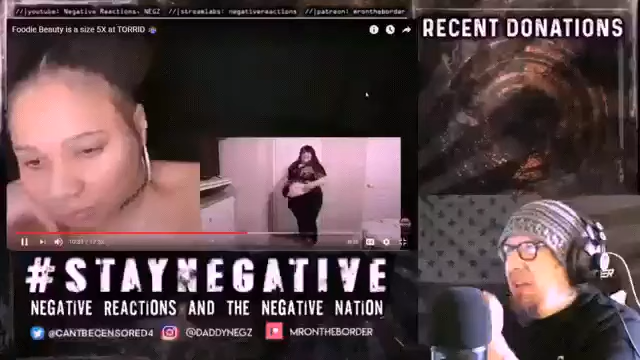 //|youtube: Negative Reactions, NEGZ //|streamlabs: negativereactions //|patreon: mrontheborder
Foodie Beauty is a size 5X at TORRID
RECENT DONATIONS
#STAYNEGATIVE
NEGATIVE REACTIONS AND THE NEGATIVE NATION
@CANTBECENSORED4 @DADDYNEGZ MRONTHEBORDER